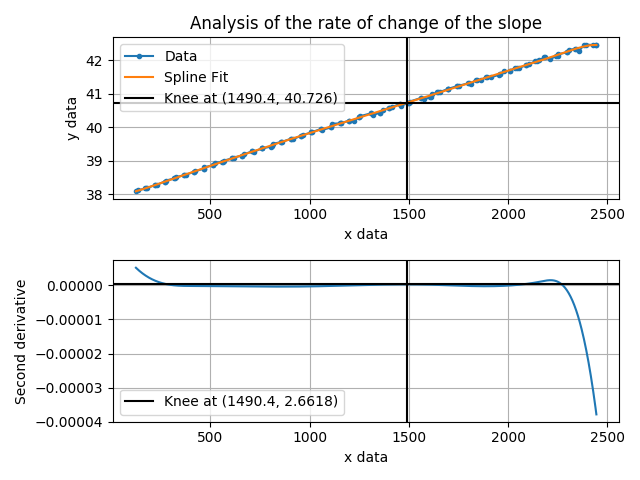 Analysis of the rate of change of the slope
42
41
40
39
38
y data
Data
Spline Fit
Knee at (1490.4, 40.726)
500
1000
1500
2000
2500
x data
0.00000
−0.00001
−0.00002
−0.00003
−0.00004
Second derivative
Knee at (1490.4, 2.6618)
500
1000
1500
2000
2500
x data